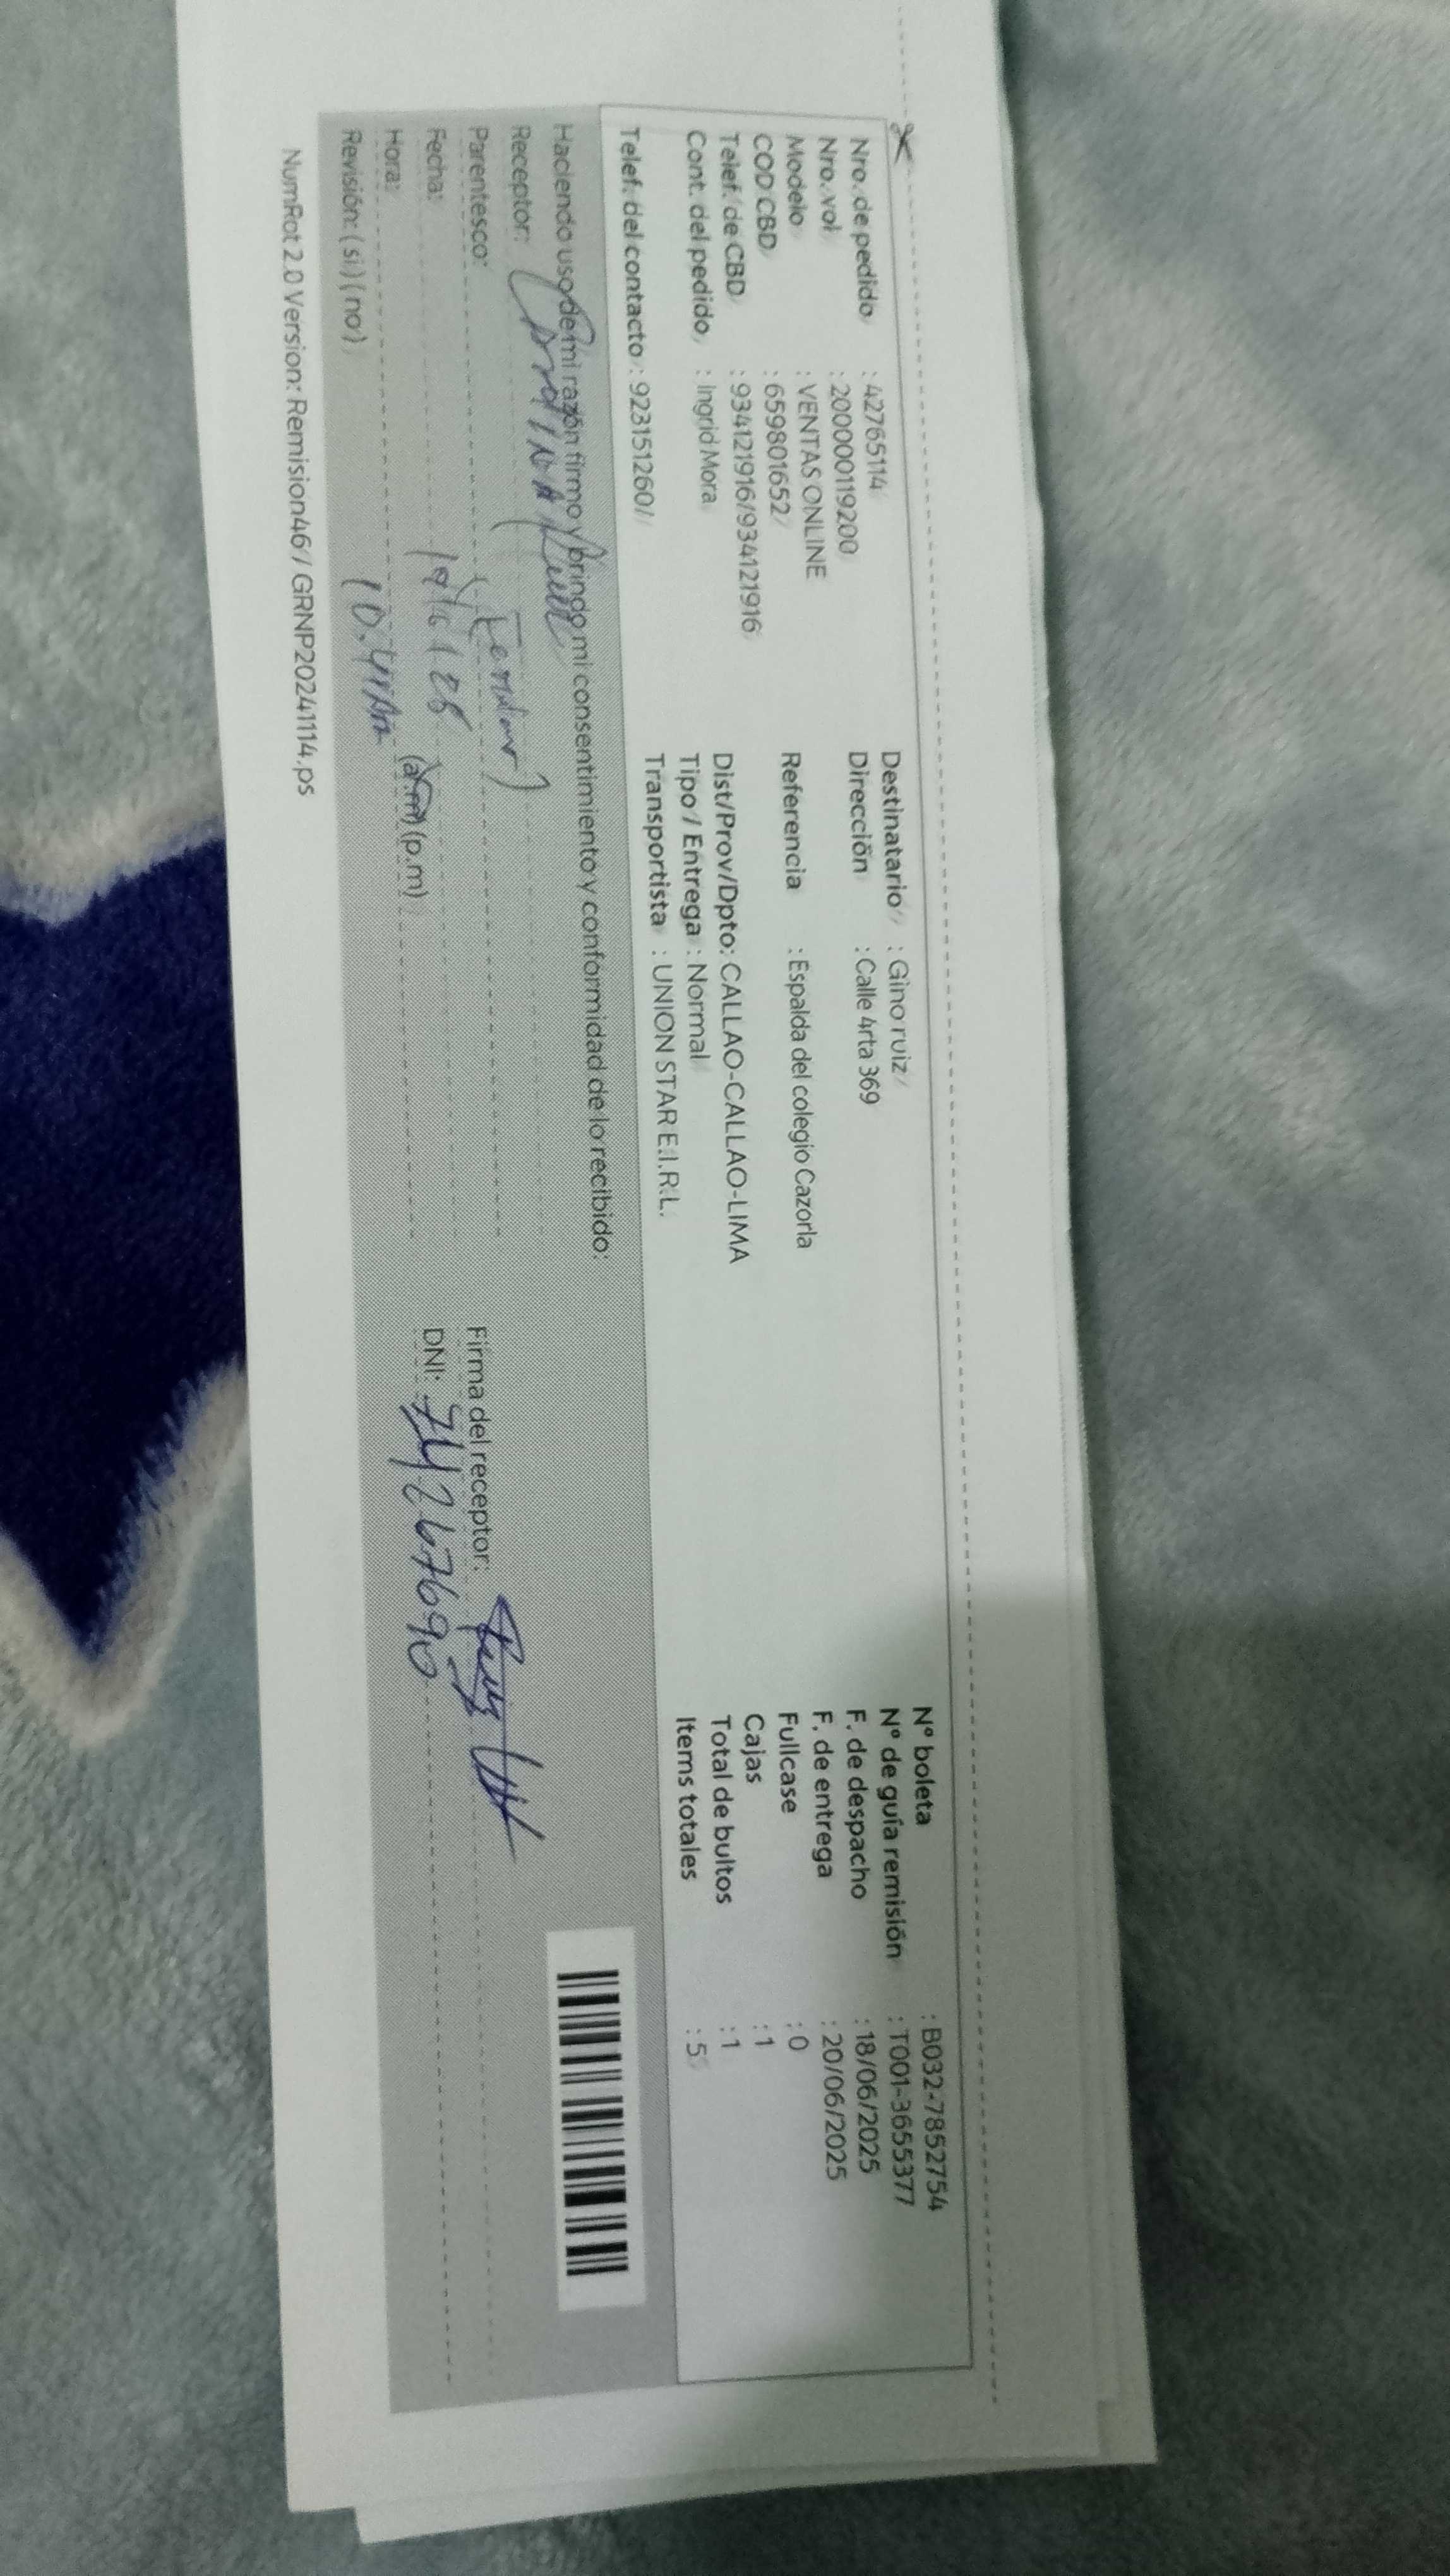 Nro. de pedido : 42765114
Nro. vol : 200000119200
Modelo : VENTAS ONLINE
COD CBD : 659801652
Telef. de CBD : 934121916/934121916
Cont. del pedido : Ingrid Mora
Telef. del contacto : 923151260/
Destinatario : Gino ruiz
Dirección : Calle 4rta 369
Referencia : Espalda del colegio Cazorla
Dist/Prov/Dpto: CALLAO-CALLAO-LIMA
Tipo / Entrega : Normal
Transportista : UNION STAR E.I.R.L.
N° boleta : B032-7852754
N° de guía remisión : T001-3655377
F. de despacho : 18/06/2025
F. de entrega : 20/06/2025
Fullcase : 0
Cajas : 1
Total de bultos : 1
Items totales : 5
Haciendo uso de mi razón firmo y brindo mi consentimiento y conformidad de lo recibido:
Receptor:
Parentesco:
Fecha:
Hora: (a.m) (p.m)
Revisión: (si) (no)
Firma del receptor:
DNI: 74267690
NumRot 2.0 Version: Remision46 / GRNP20241114.ps